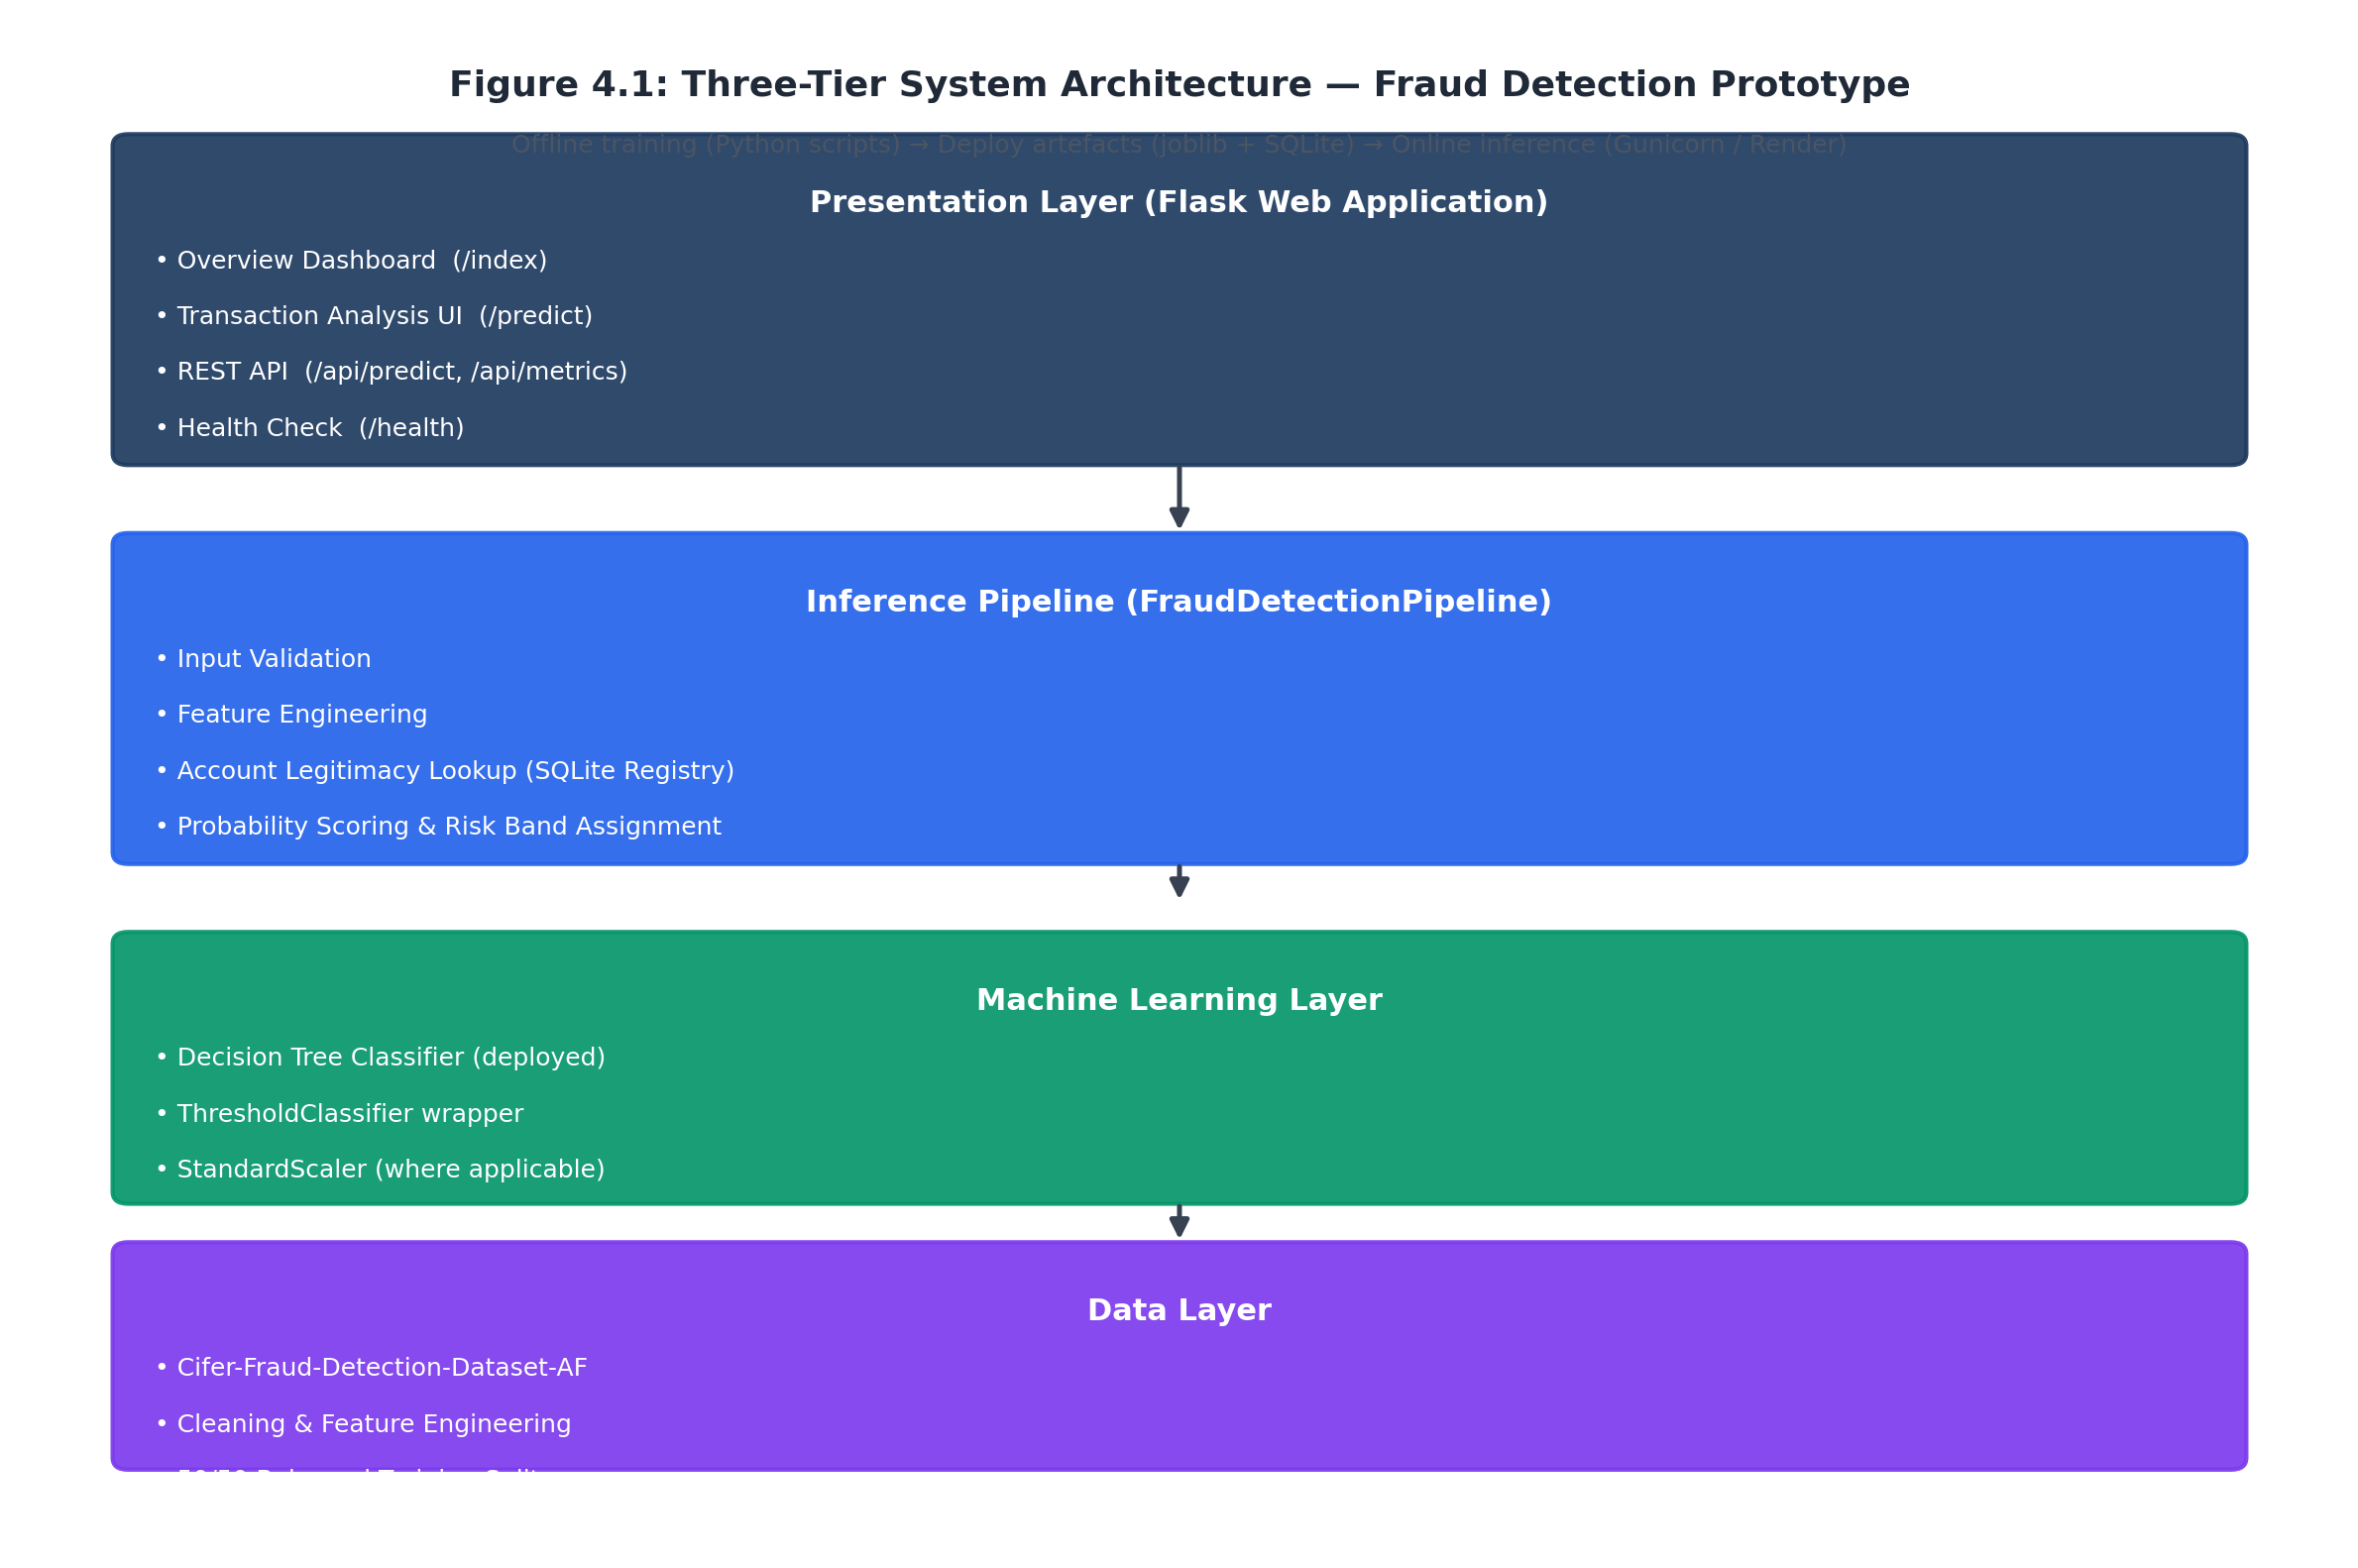 Figure 4.1: Three-Tier System Architecture — Fraud Detection Prototype
Offline training (Python scripts) → Deploy artefacts (joblib + SQLite) → Online inference (Gunicorn / Render)
Presentation Layer (Flask Web Application)
• Overview Dashboard (/index)
• Transaction Analysis UI (/predict)
• REST API (/api/predict, /api/metrics)
• Health Check (/health)
Inference Pipeline (FraudDetectionPipeline)
• Input Validation
• Feature Engineering
• Account Legitimacy Lookup (SQLite Registry)
• Probability Scoring & Risk Band Assignment
Machine Learning Layer
• Decision Tree Classifier (deployed)
• ThresholdClassifier wrapper
• StandardScaler (where applicable)
Data Layer
• Cifer-Fraud-Detection-Dataset-AF
• Cleaning & Feature Engineering